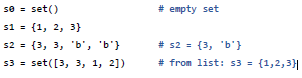 s0 = set() # empty set
s1 = {1, 2, 3}
s2 = {3, 3, 'b', 'b'} # s2 = {3, 'b'}
s3 = set([3, 3, 1, 2]) # from list: s3 = {1,2,3}